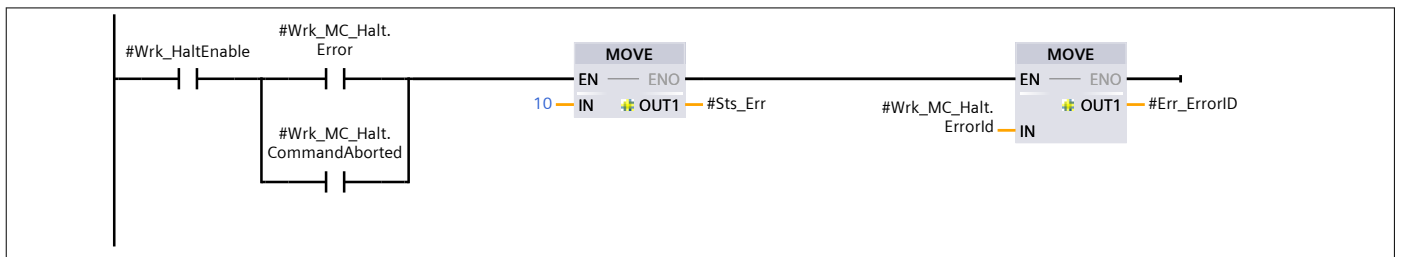 #Wrk_HaltEnable
#Wrk_MC_Halt.
Error
#Wrk_MC_Halt.
CommandAborted
MOVE
EN ENO
10 IN OUT1 #Sts_Err
MOVE
EN ENO
#Wrk_MC_Halt.
ErrorId IN
OUT1 #Err_ErrorID